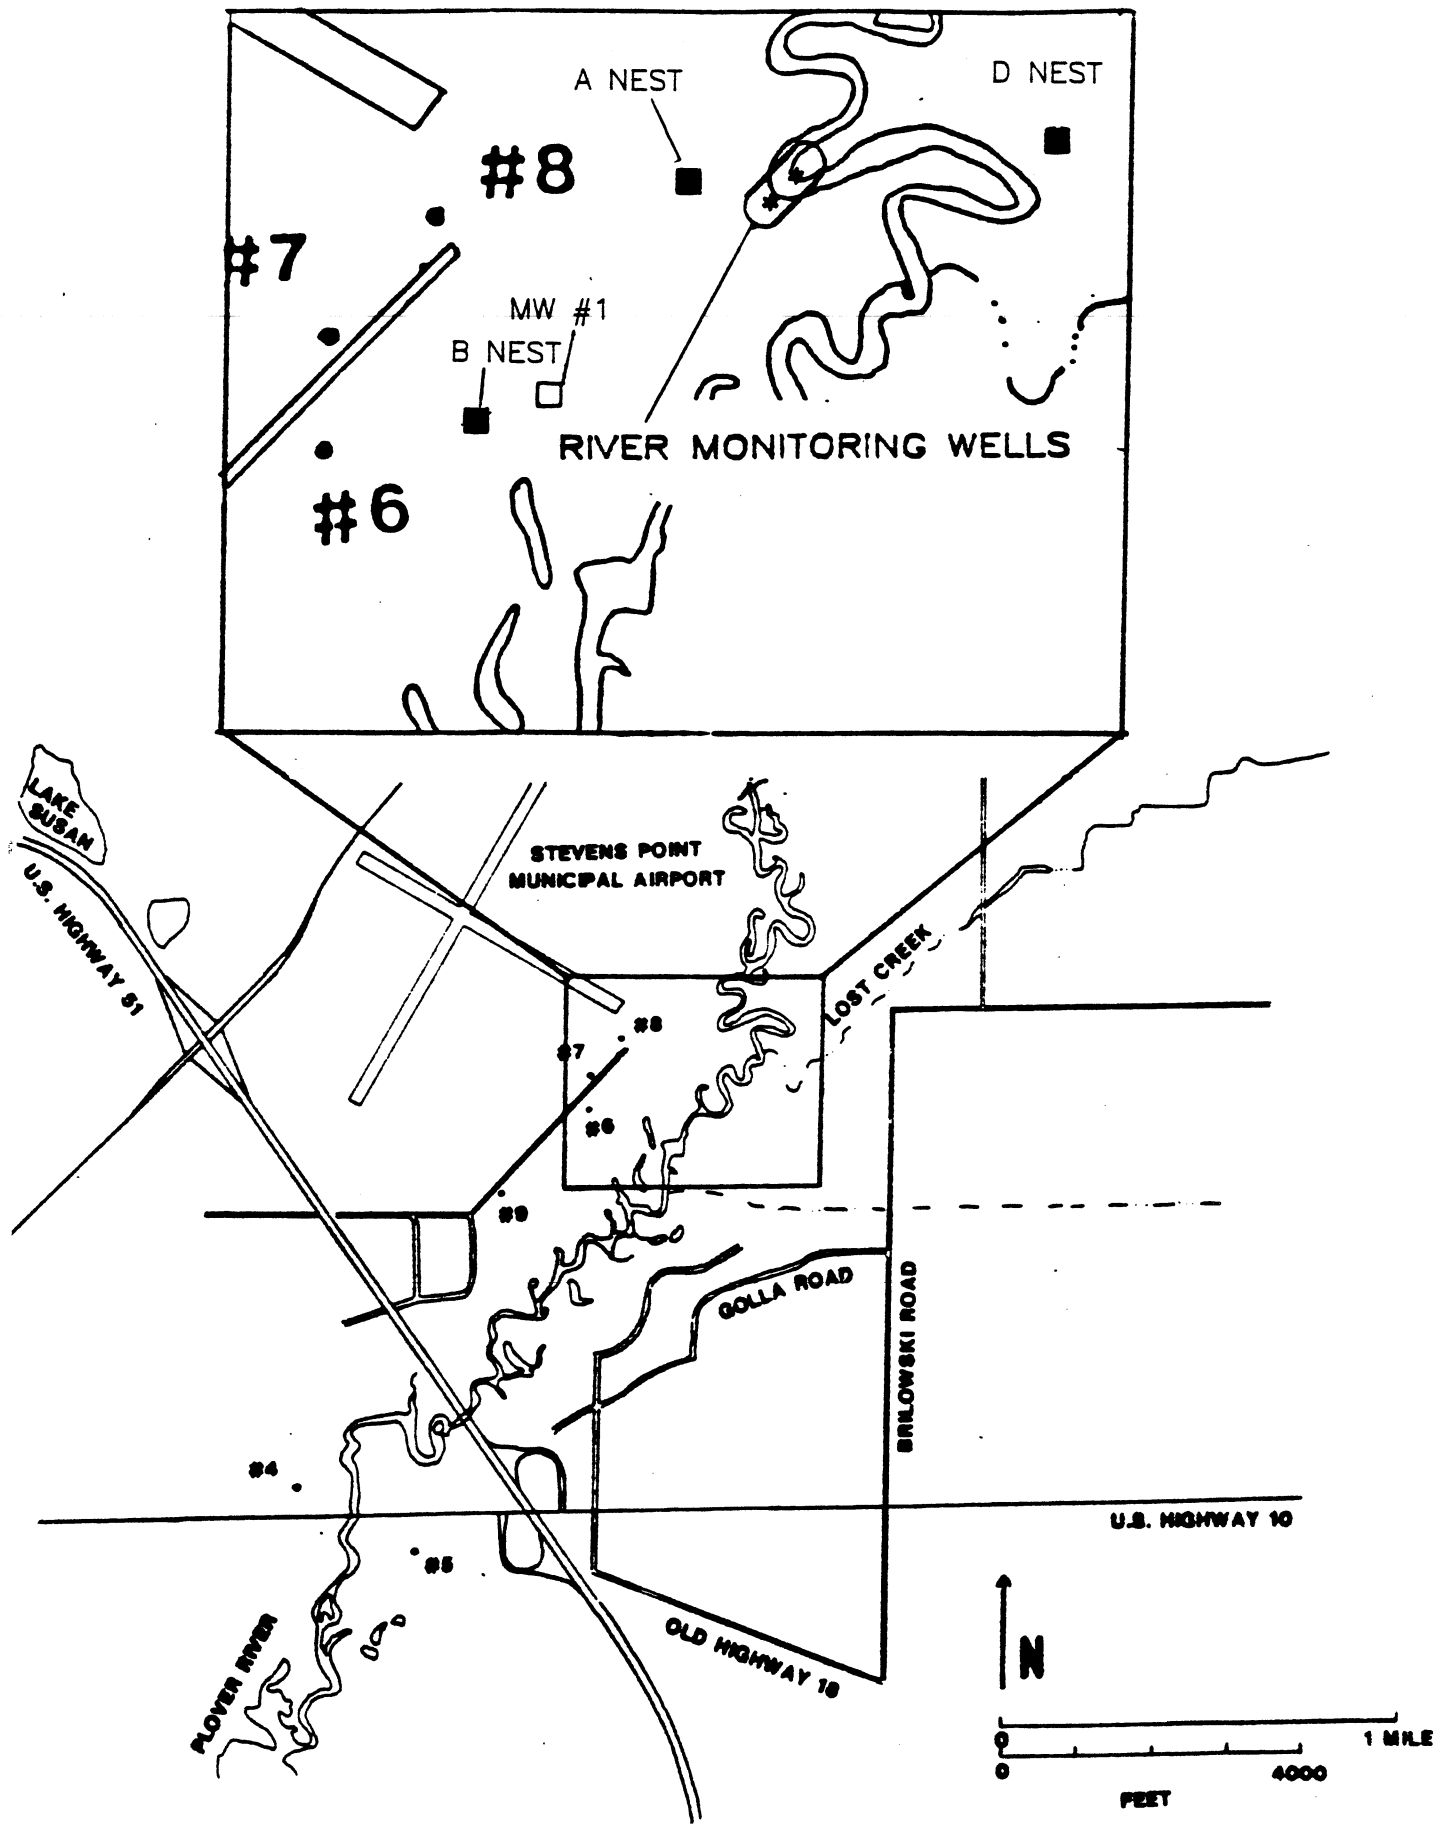 A NEST
D NEST
#8
#7
MW #1
B NEST
RIVER MONITORING WELLS
#6
LAKE
SUSAN
STEVENS POINT
MUNICIPAL AIRPORT
U.S. HIGHWAY 51
LOST CREEK
#8
#7
#6
#9
GOLLA ROAD
BRILOWSKI ROAD
#4
U.S. HIGHWAY 10
#5
OLD HIGHWAY 18
PLOVER RIVER
N
0
1 MILE
0
4000
FEET